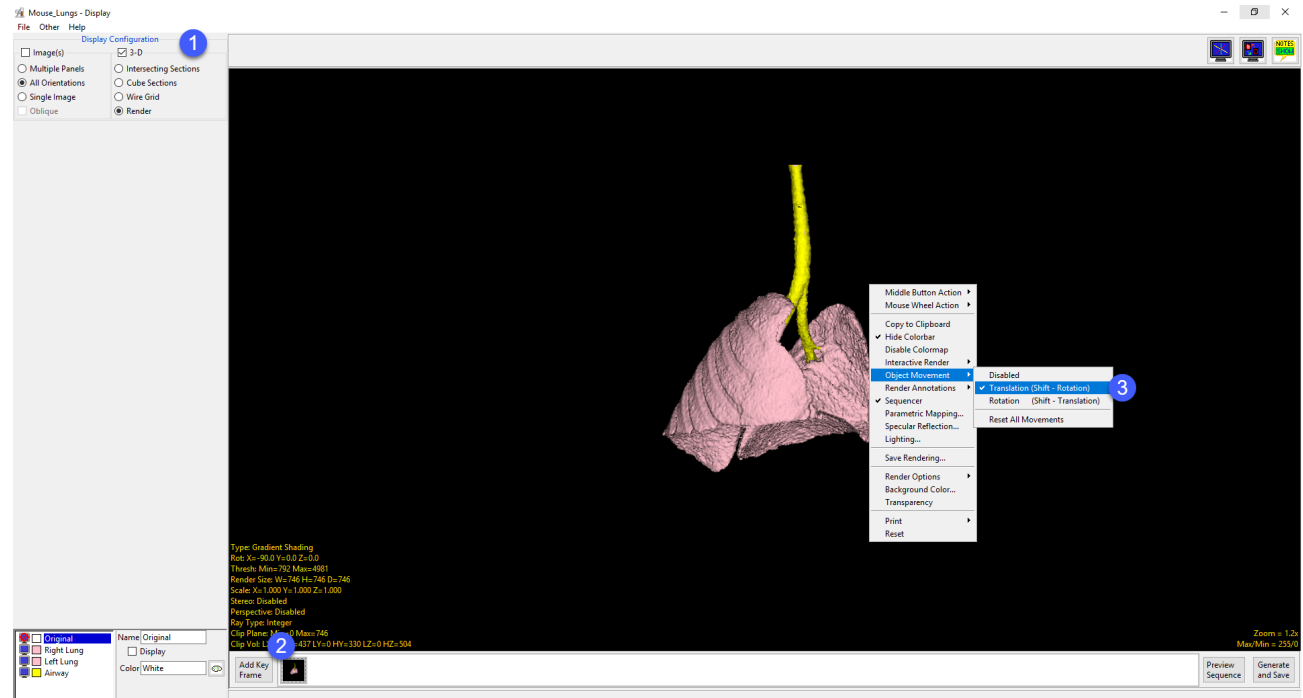 Mouse_Lungs - Display
File Other Help
Display Configuration
1
Image(s)
3-D
Multiple Panels
Intersecting Sections
All Orientations
Cube Sections
Single Image
Wire Grid
Oblique
Render
NOTES
SHOW
Middle Button Action
Mouse Wheel Action
Copy to Clipboard
Hide Colorbar
Disable Colormap
Interactive Render
Object Movement
Render Annotations
Sequencer
Parametric Mapping...
Specular Reflection...
Lighting...
Save Rendering...
Render Options
Background Color...
Transparency
Print
Reset
Disabled
Translation (Shift - Rotation)
Rotation (Shift - Translation)
Reset All Movements
3
Type: Gradient Shading
Rot: X=-90.0 Y=0.0 Z=0.0
Thresh: Min=792 Max=4981
Render Size: W=746 H=746 D=746
Scale: X=1.000 Y=1.000 Z=1.000
Stereo: Disabled
Perspective: Disabled
Ray Type: Integer
Clip Plane: Max=746
Clip Vol: =437 LY=0 HY=330 LZ=0 HZ=504
2
Zoom = 1.2x
Max/Min = 255/0
Original
Right Lung
Left Lung
Airway
Name Original
Display
Color White
Add Key
Frame
Preview
Sequence
Generate
and Save